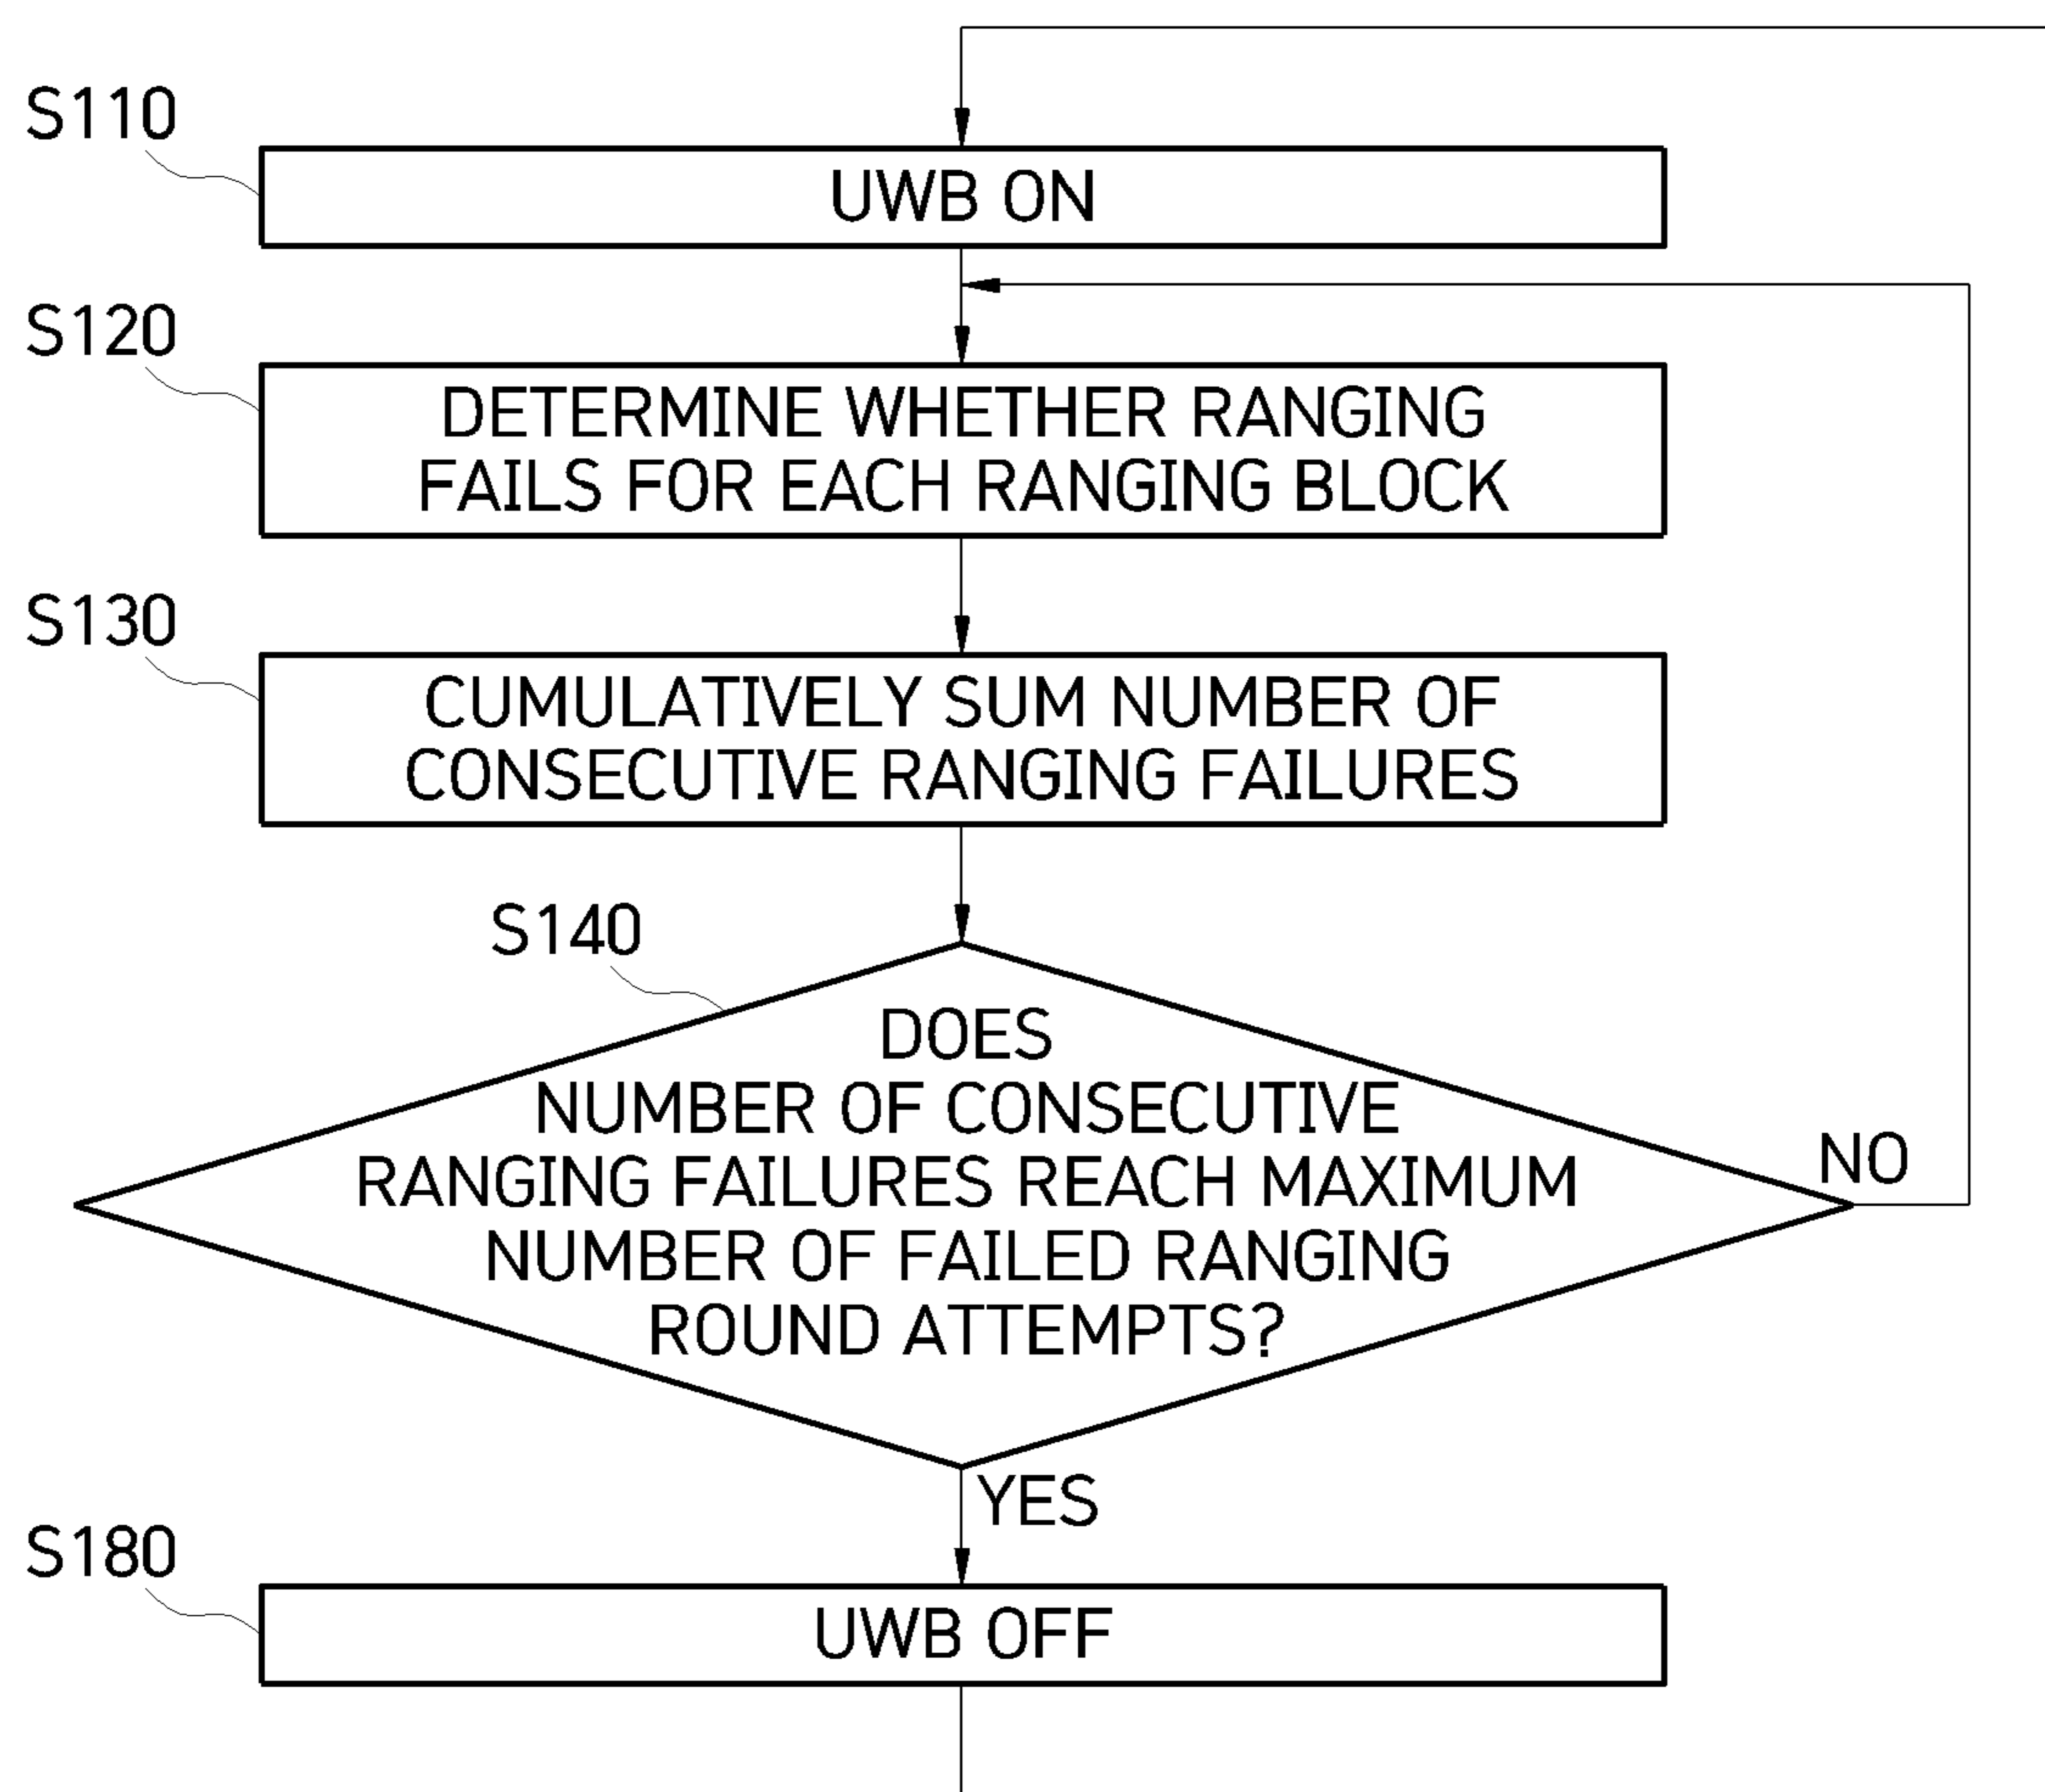 S110
UWB ON
S120
DETERMINE WHETHER RANGING
FAILS FOR EACH RANGING BLOCK
S130
CUMULATIVELY SUM NUMBER OF
CONSECUTIVE RANGING FAILURES
S140
DOES
NUMBER OF CONSECUTIVE
RANGING FAILURES REACH MAXIMUM
NUMBER OF FAILED RANGING
ROUND ATTEMPTS?
NO
YES
S180
UWB OFF